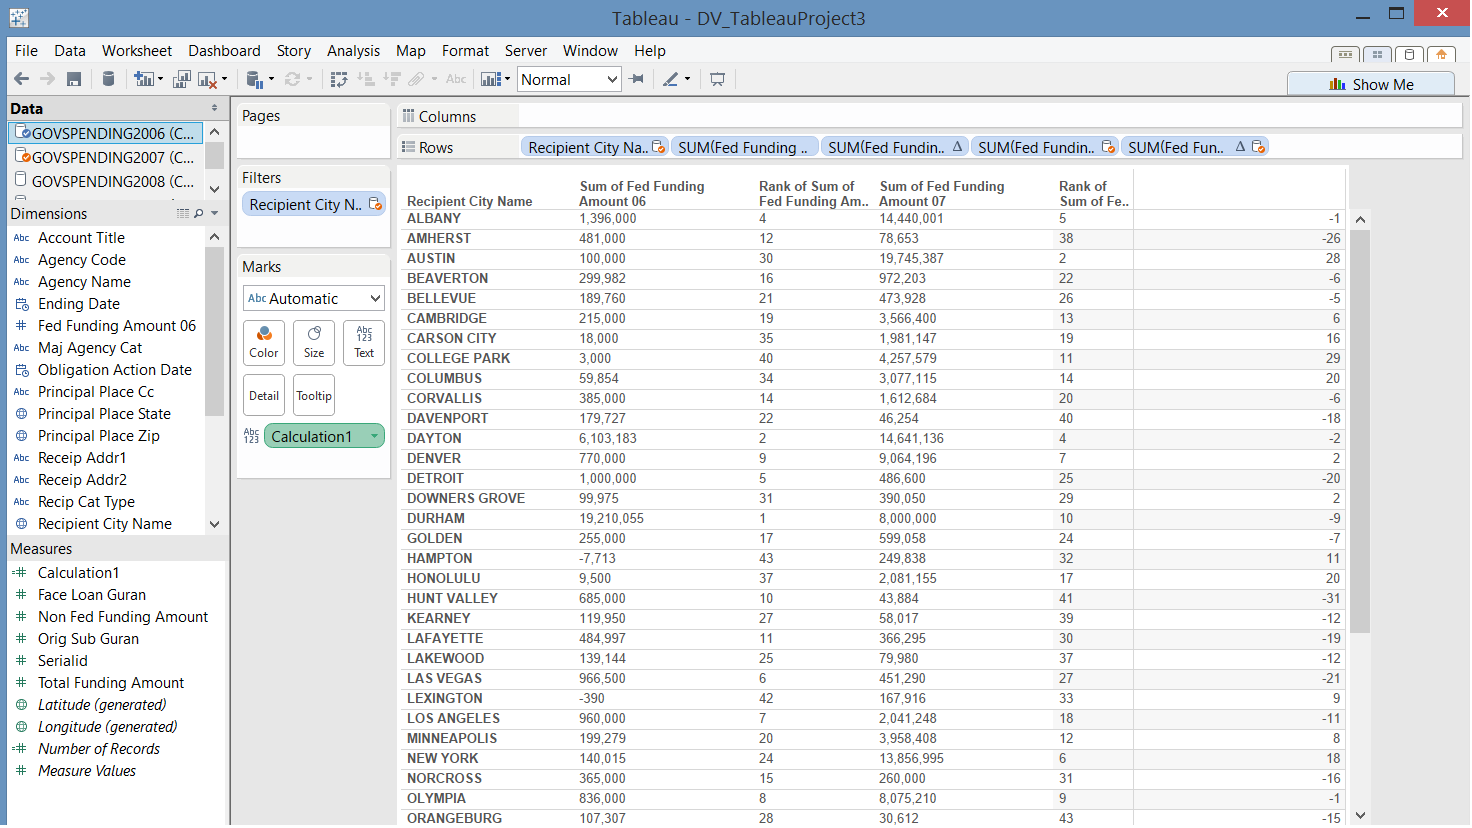 Tableau - DV_TableauProject3
File Data Worksheet Dashboard Story Analysis Map Format Server Window Help
Abc Normal
Show Me
Data
GOVSPENDING2006 (C...
GOVSPENDING2007 (C...
GOVSPENDING2008 (C...
Dimensions
Abc Account Title
Abc Agency Code
Abc Agency Name
Ending Date
# Fed Funding Amount 06
Abc Maj Agency Cat
Obligation Action Date
Abc Principal Place Cc
Principal Place State
Principal Place Zip
Abc Receip Addr1
Abc Receip Addr2
Abc Recip Cat Type
Recipient City Name
Measures
=# Calculation1
# Face Loan Guran
# Non Fed Funding Amount
# Orig Sub Guran
# Serialid
# Total Funding Amount
Latitude (generated)
Longitude (generated)
=# Number of Records
# Measure Values
Pages
Filters
Recipient City N..
Marks
Abc Automatic
Color Size Abc 123 Text
Detail Tooltip
Abc 123 Calculation1
Columns
Rows Recipient City Na.. SUM(Fed Funding .. SUM(Fed Fundin.. Δ SUM(Fed Fundin.. SUM(Fed Fun.. Δ
Recipient City Name Sum of Fed Funding Amount 06 Rank of Sum of Fed Funding Am.. Sum of Fed Funding Amount 07 Rank of Sum of Fe..
ALBANY 1,396,000 4 14,440,001 5 -1
AMHERST 481,000 12 78,653 38 -26
AUSTIN 100,000 30 19,745,387 2 28
BEAVERTON 299,982 16 972,203 22 -6
BELLEVUE 189,760 21 473,928 26 -5
CAMBRIDGE 215,000 19 3,566,400 13 6
CARSON CITY 18,000 35 1,981,147 19 16
COLLEGE PARK 3,000 40 4,257,579 11 29
COLUMBUS 59,854 34 3,077,115 14 20
CORVALLIS 385,000 14 1,612,684 20 -6
DAVENPORT 179,727 22 46,254 40 -18
DAYTON 6,103,183 2 14,641,136 4 -2
DENVER 770,000 9 9,064,196 7 2
DETROIT 1,000,000 5 486,600 25 -20
DOWNERS GROVE 99,975 31 390,050 29 2
DURHAM 19,210,055 1 8,000,000 10 -9
GOLDEN 255,000 17 599,058 24 -7
HAMPTON -7,713 43 249,838 32 11
HONOLULU 9,500 37 2,081,155 17 20
HUNT VALLEY 685,000 10 43,884 41 -31
KEARNEY 119,950 27 58,017 39 -12
LAFAYETTE 484,997 11 366,295 30 -19
LAKEWOOD 139,144 25 79,980 37 -12
LAS VEGAS 966,500 6 451,290 27 -21
LEXINGTON -390 42 167,916 33 9
LOS ANGELES 960,000 7 2,041,248 18 -11
MINNEAPOLIS 199,279 20 3,958,408 12 8
NEW YORK 140,015 24 13,856,995 6 18
NORCROSS 365,000 15 260,000 31 -16
OLYMPIA 836,000 8 8,075,210 9 -1
ORANGEBURG 107,307 28 30,612 43 -15